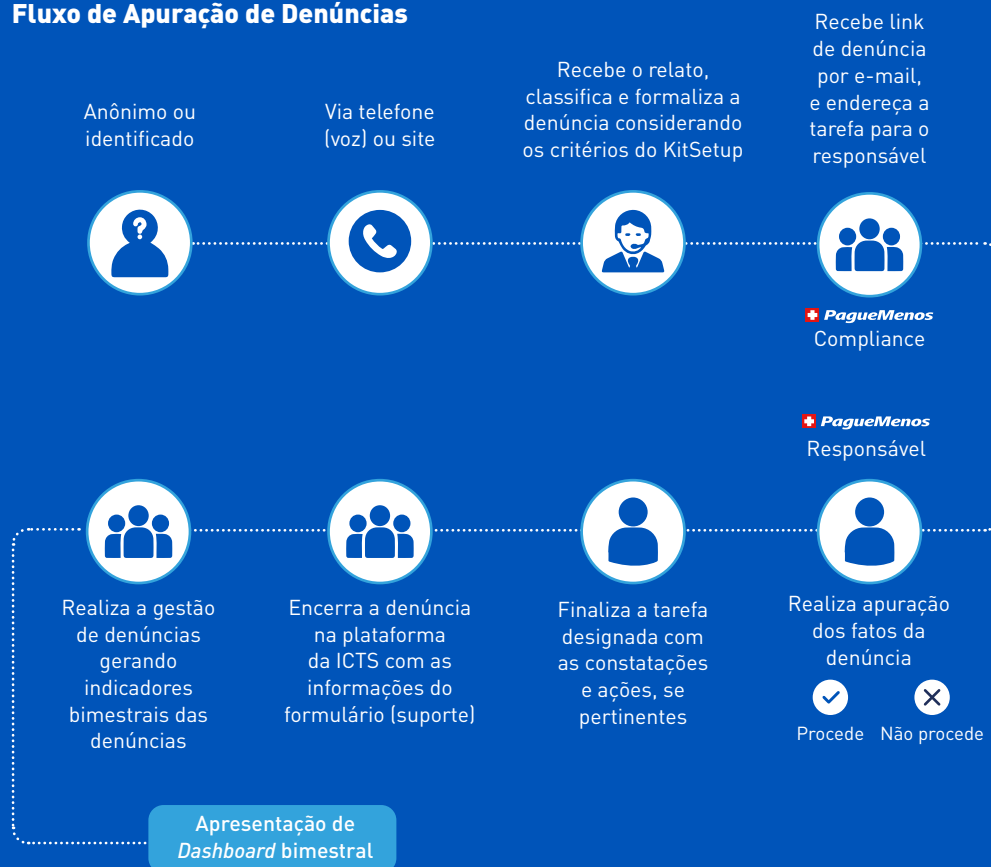 Fluxo de Apuração de Denúncias
Anônimo ou
identificado
Via telefone
(voz) ou site
Recebe o relato,
classifica e formaliza a
denúncia considerando
os critérios do KitSetup
Recebe link
de denúncia
por e-mail,
e endereça a
tarefa para o
responsável
?
PagueMenos
Compliance
PagueMenos
Responsável
Realiza a gestão
de denúncias
gerando
indicadores
bimestrais das
denúncias
Encerra a denúncia
na plataforma
da ICTS com as
informações do
formulário (suporte)
Finaliza a tarefa
designada com
as constatações
e ações, se
pertinentes
Realiza apuração
dos fatos da
denúncia
Procede Não procede
Apresentação de
Dashboard bimestral